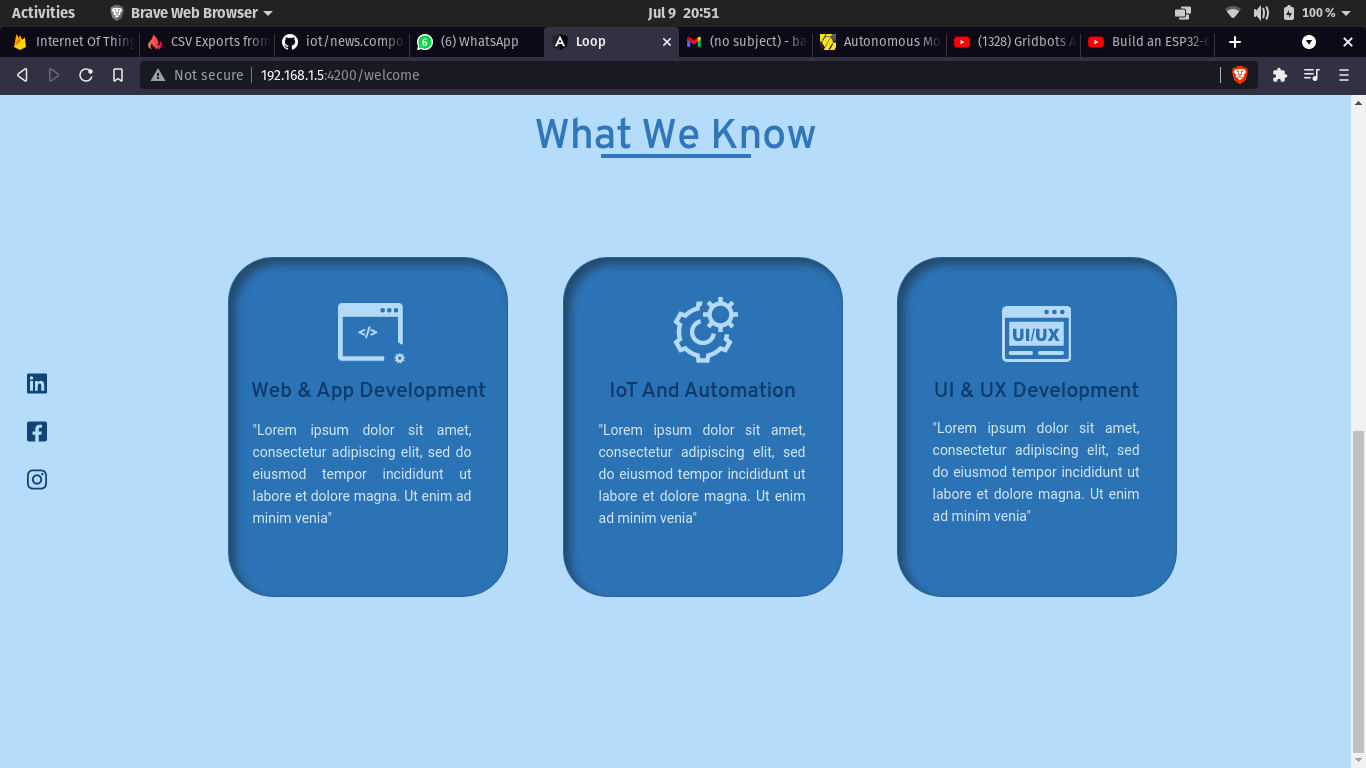 Activities
Brave Web Browser
Jul 9 20:51
100 %
Internet Of Thin
CSV Exports from
iot/news.compo
6
(6) WhatsApp
Loop
(no subject) - ba
Autonomous Mo
(1328) Gridbots A
Build an ESP32-C
Not secure
192.168.1.5:4200/welcome
What We Know
</>
UI/UX
Web & App Development
"Lorem ipsum dolor sit amet,
consectetur adipiscing elit, sed do
eiusmod tempor incididunt ut
labore et dolore magna. Ut enim ad
minim venia"
IoT And Automation
"Lorem ipsum dolor sit amet,
consectetur adipiscing elit, sed
do eiusmod tempor incididunt ut
labore et dolore magna. Ut enim
ad minim venia"
UI & UX Development
"Lorem ipsum dolor sit amet,
consectetur adipiscing elit, sed
do eiusmod tempor incididunt ut
labore et dolore magna. Ut enim
ad minim venia"